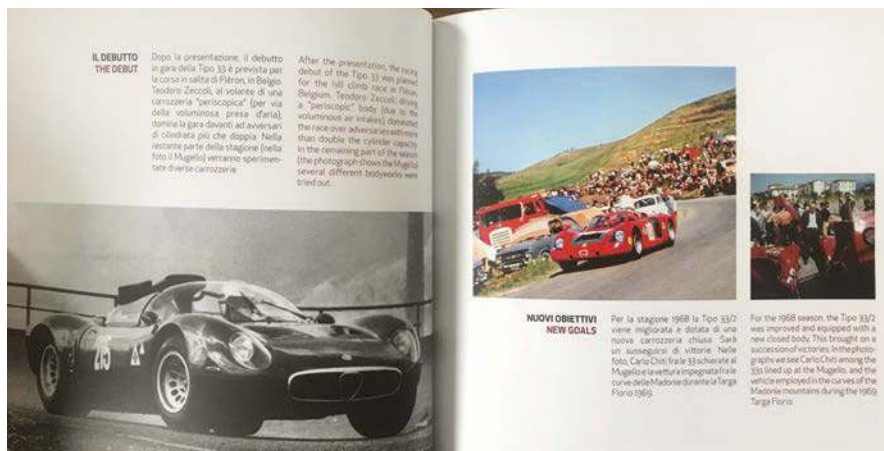 IL DEBUTTO
THE DEBUT
Dopo la presentazione, il debutto
in gara della Tipo 33 è prevista per
la corsa in salita di Fléron, in Belgio.
Teodoro Zeccoli, al volante di una
carrozzeria "periscopica" (per via
della voluminosa presa d'aria),
domina la gara davanti ad avversari
di cilindrata più che doppia. Nella
restante parte della stagione (nella
foto il Mugello) verranno sperimen-
tate diverse carrozzerie.
After the presentation, the racing
debut of the Tipo 33 was planned
for the hill climb race in Fléron,
Belgium. Teodoro Zeccoli, driving
a "periscopic" body (due to the
voluminous air intakes), dominated
the race over adversaries with more
than double the cylinder capacity.
In the remaining part of the season
(the photograph shows the Mugello)
several different bodyworks were
tried out.
45
NUOVI OBIETTIVI
NEW GOALS
Per la stagione 1968 la Tipo 33/2
viene migliorata e dotata di una
nuova carrozzeria chiusa. Sarà
un susseguirsi di vittorie. Nelle
foto, Carlo Chiti fra le 33 schierate al
Mugello e la vettura impegnata fra le
curve delle Madonie durante la Targa
Florio 1969.
For the 1968 season, the Tipo 33/2
was improved and equipped with a
new closed body. This brought on a
succession of victories. In the photo-
graphs we see Carlo Chiti among the
33s lined up at the Mugello, and the
vehicle employed in the curves of the
Madonie mountains during the 1969
Targa Florio.